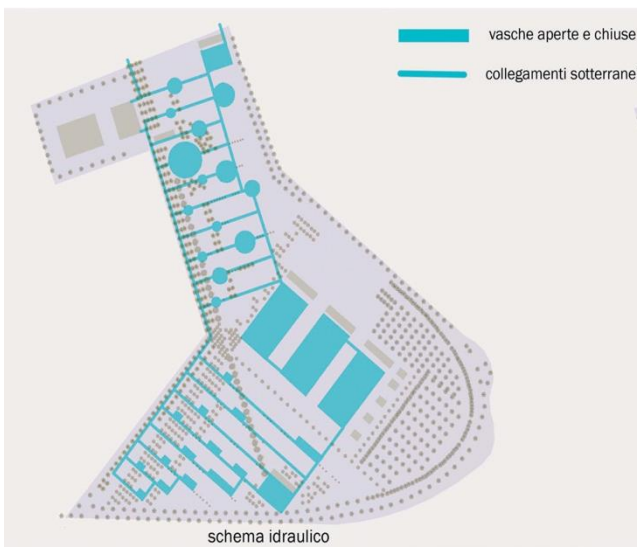 vasche aperte e chiuse
collegamenti sotterrane
schema idraulico